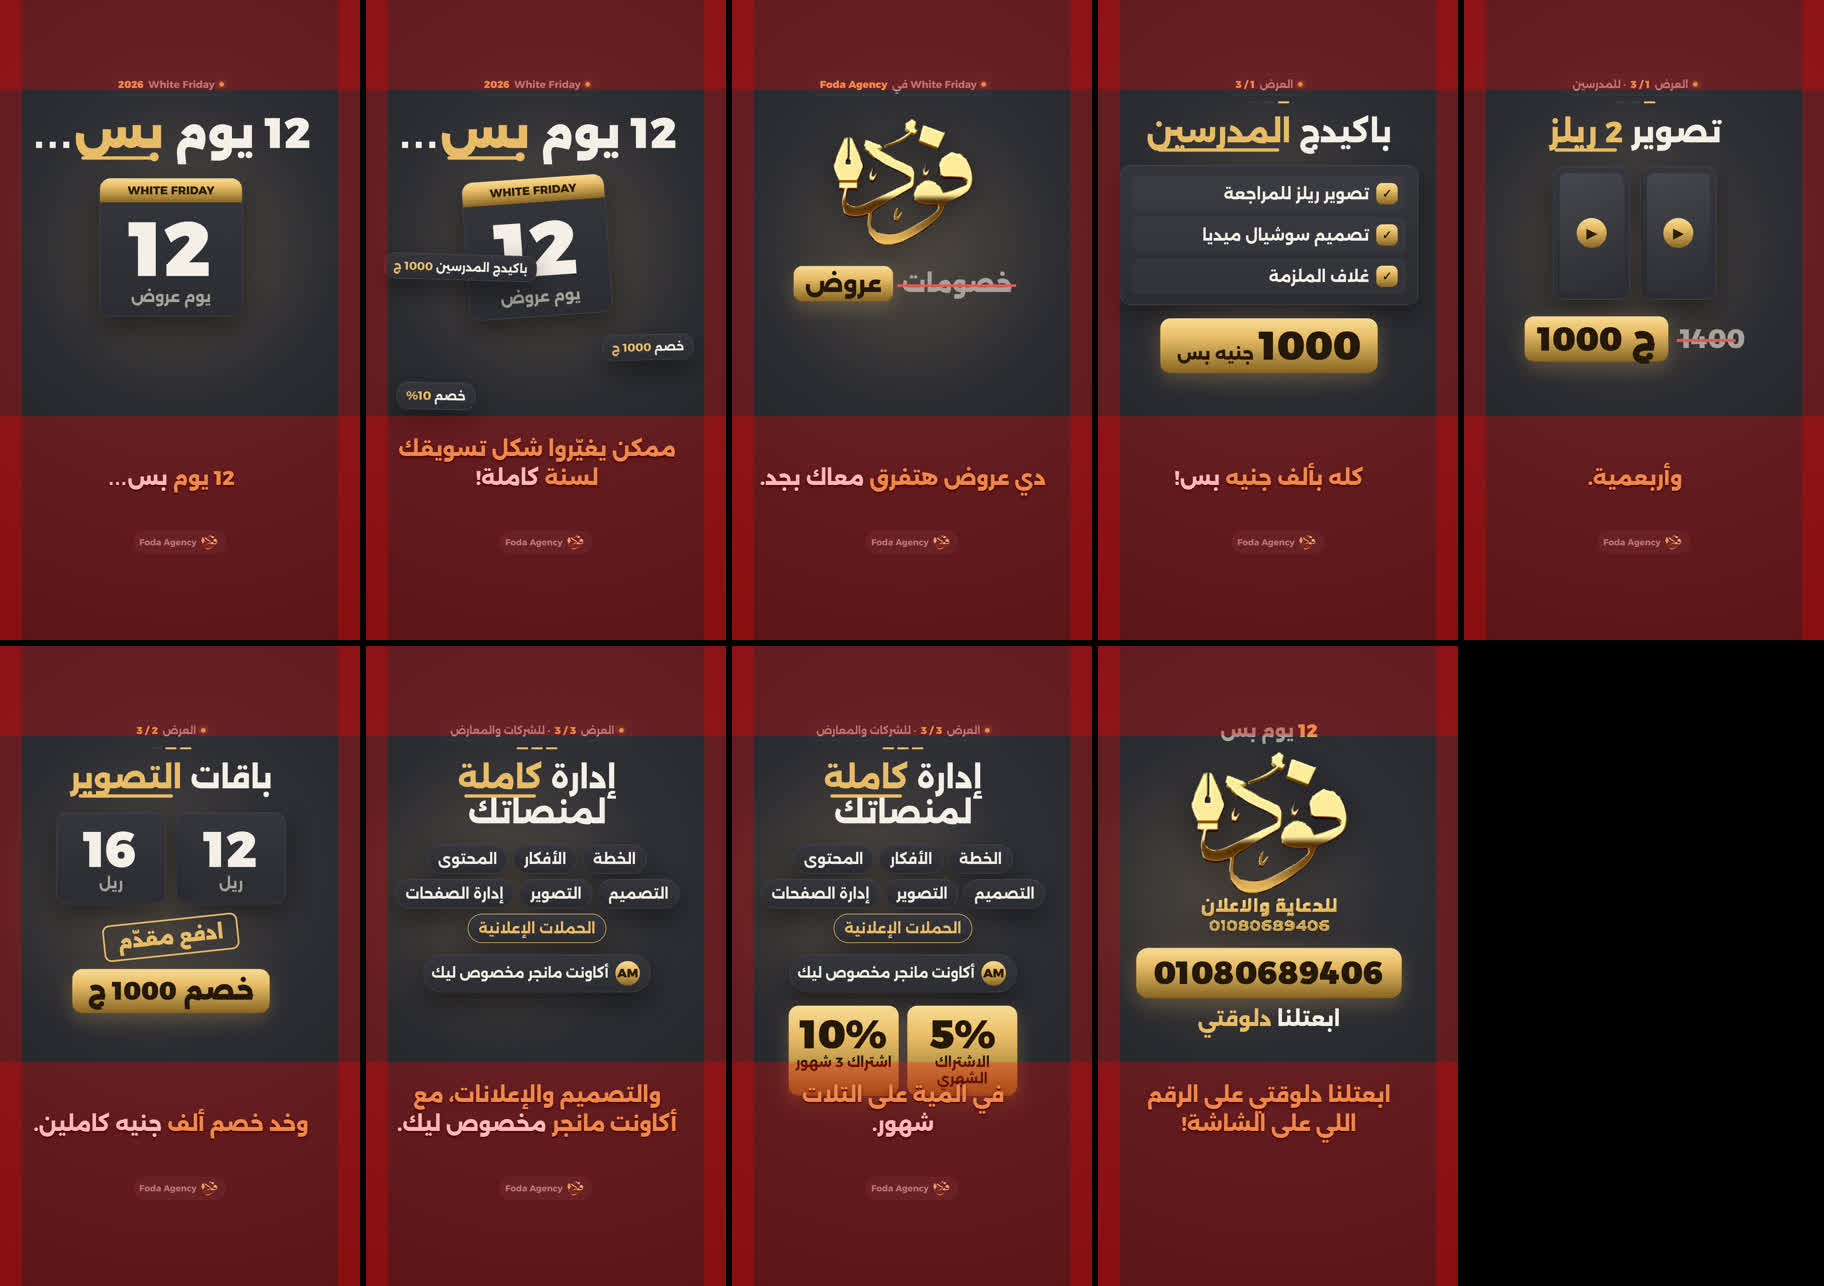 2026 White Friday
12 يوم بس...
WHITE FRIDAY
12
يوم عروض
12 يوم بس...
Foda Agency
2026 White Friday
12 يوم بس...
WHITE FRIDAY
12
باكيدج المدرسين 1000 ج
يوم عروض
خصم 1000 ج
خصم 10%
ممكن يغيّروا شكل تسويقك
لسنة كاملة!
Foda Agency
White Friday في Foda Agency
فودة
خصومات عروض
دي عروض هتفرق معاك بجد.
Foda Agency
العرض 3/1
باكيدج المدرسين
تصوير ريلز للمراجعة
تصميم سوشيال ميديا
غلاف الملزمة
1000 جنيه بس
كله بألف جنيه بس!
Foda Agency
العرض 3/1 · للمدرسين
تصوير 2 ريلز
1400 1000 ج
وأربعمية.
Foda Agency
العرض 3/2
باقات التصوير
12 16
ريل ريل
ادفع مقدّم
خصم 1000 ج
وخد خصم ألف جنيه كاملين.
Foda Agency
العرض 3/3 · للشركات والمعارض
إدارة كاملة
لمنصاتك
الخطة الأفكار المحتوى
التصميم التصوير إدارة الصفحات
الحملات الإعلانية
AM أكاونت مانجر مخصوص ليك
والتصميم والإعلانات، مع
أكاونت مانجر مخصوص ليك.
Foda Agency
العرض 3/3 · للشركات والمعارض
إدارة كاملة
لمنصاتك
الخطة الأفكار المحتوى
التصميم التصوير إدارة الصفحات
الحملات الإعلانية
AM أكاونت مانجر مخصوص ليك
5% 10%
الاشتراك الشهري
اشتراك 3 شهور
في المية على التلات
شهور.
Foda Agency
12 يوم بس
فودة
للدعاية والاعلان
01080689406
01080689406
ابعتلنا دلوقتي
ابعتلنا دلوقتي على الرقم
اللي على الشاشة!